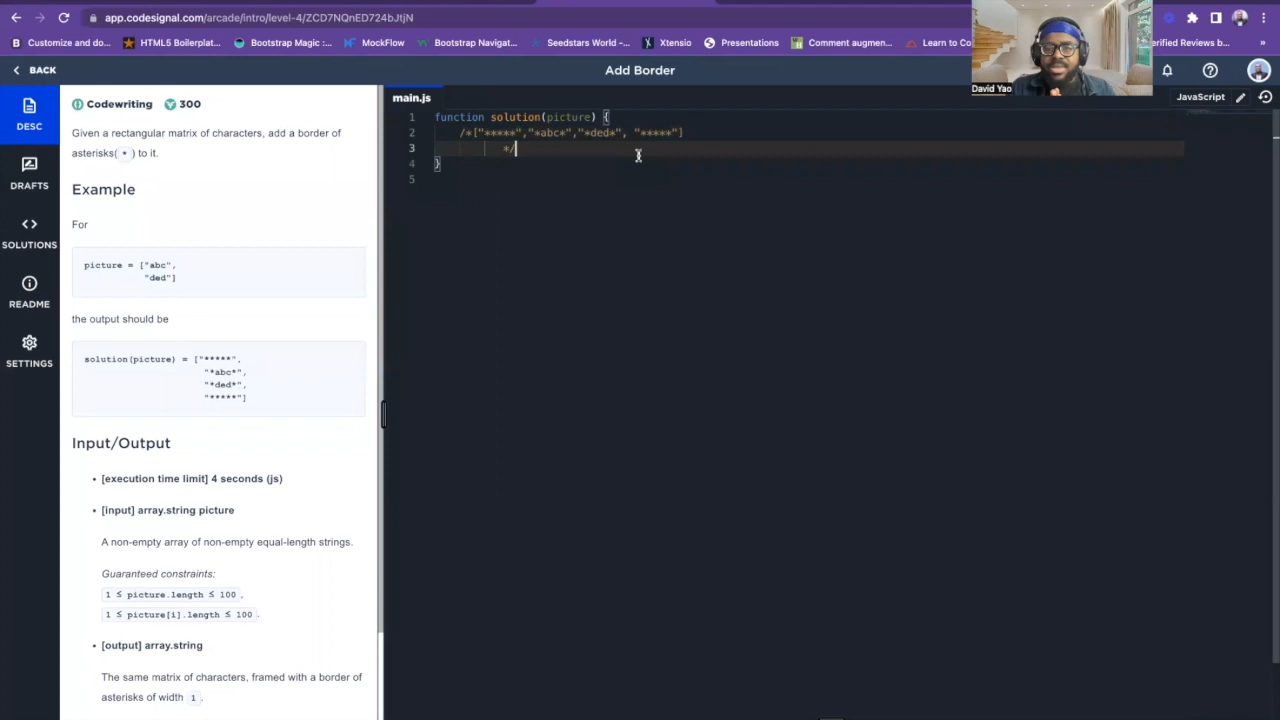 app.codesignal.com/arcade/intro/level-4/ZCD7NQnED724bJtjN
Customize and do...
HTML5 Boilerplat...
Bootstrap Magic :...
MockFlow
Bootstrap Navigat...
Seedstars World -...
Xtensio
Presentations
Comment augmen...
Learn to Co
erified Reviews b...
»
BACK
Add Border
David Yao
DESC
DRAFTS
SOLUTIONS
README
SETTINGS
Codewriting 300
Given a rectangular matrix of characters, add a border of
asterisks(*) to it.
Example
For
picture = ["abc",
"ded"]
the output should be
solution(picture) = ["*****",
"*abc*",
"*ded*",
"*****"]
Input/Output
• [execution time limit] 4 seconds (js)
• [input] array.string picture
A non-empty array of non-empty equal-length strings.
Guaranteed constraints:
1 ≤ picture.length ≤ 100,
1 ≤ picture[i].length ≤ 100.
• [output] array.string
The same matrix of characters, framed with a border of
asterisks of width 1.
main.js
JavaScript
1 function solution(picture) {
2 /*["*****","*abc*","*ded*", "*****"]
3 */
4 }
5